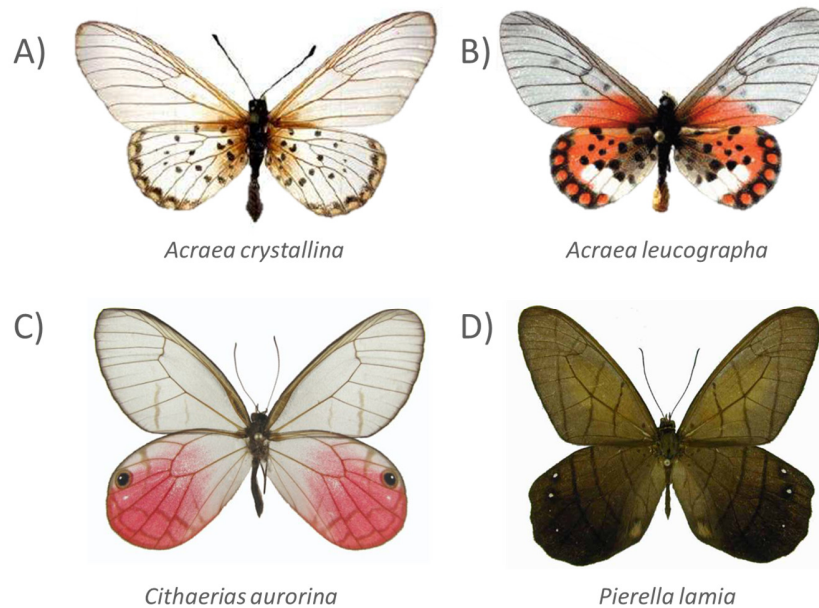 A)
B)
Acraea crystallina
Acraea leucographa
C)
D)
Cithaerias aurorina
Pierella lamia